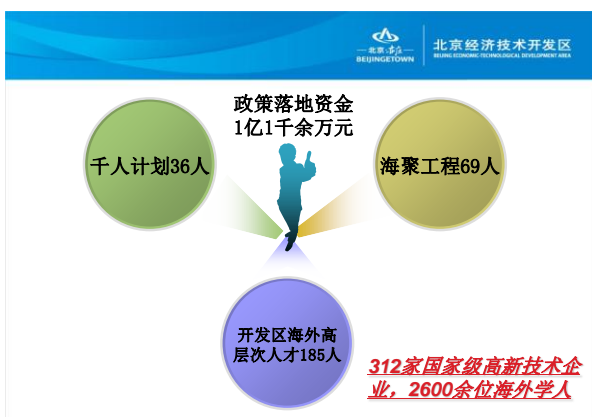 北京·亦庄
BEIJINGETOWN
北京经济技术开发区
BEIJING ECONOMIC-TECHNOLOGICAL DEVELOPMENT AREA
政策落地资金
1亿1千余万元
千人计划36人
海聚工程69人
开发区海外高
层次人才185人
312家国家级高新技术企
业，2600余位海外学人